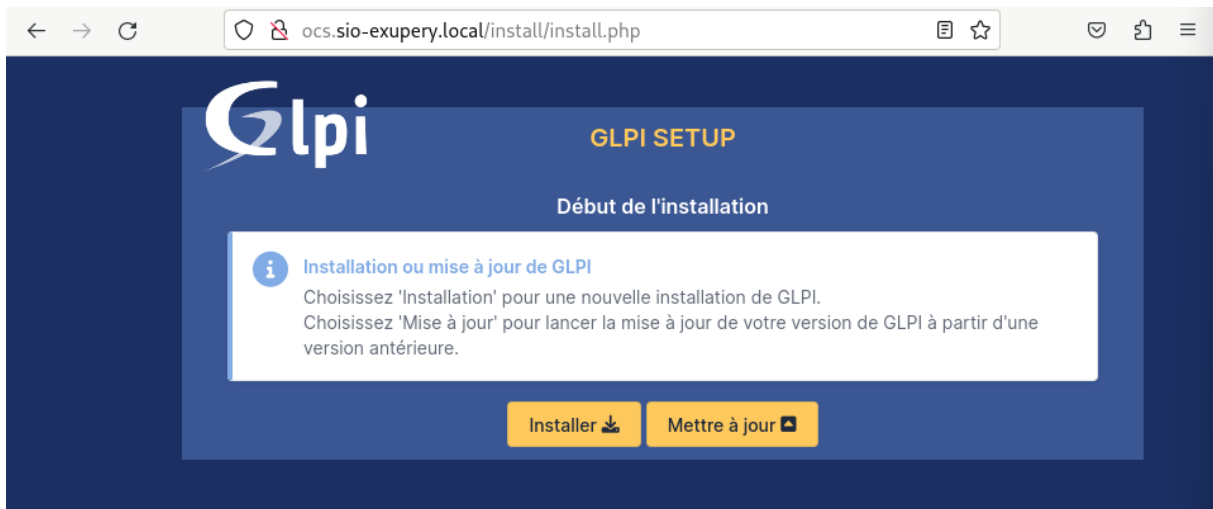 ocs.sio-exupery.local/install/install.php
Glpi
GLPI SETUP
Début de l'installation
Installation ou mise à jour de GLPI
Choisissez 'Installation' pour une nouvelle installation de GLPI.
Choisissez 'Mise à jour' pour lancer la mise à jour de votre version de GLPI à partir d'une
version antérieure.
Installer
Mettre à jour